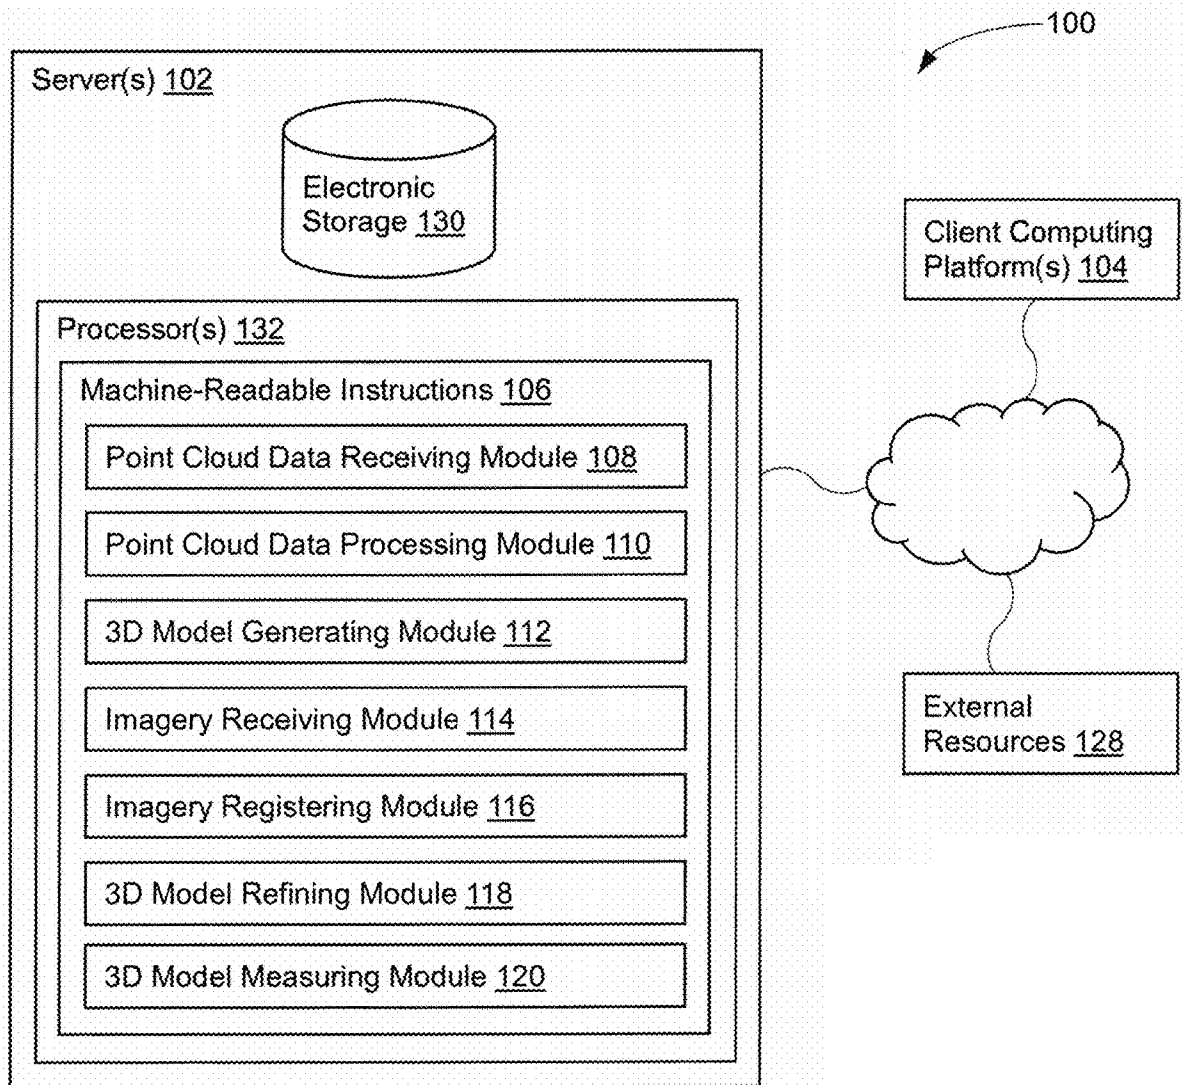 100
Server(s) 102
Electronic
Storage 130
Client Computing
Platform(s) 104
Processor(s) 132
Machine-Readable Instructions 106
Point Cloud Data Receiving Module 108
Point Cloud Data Processing Module 110
3D Model Generating Module 112
Imagery Receiving Module 114
Imagery Registering Module 116
3D Model Refining Module 118
3D Model Measuring Module 120
External
Resources 128